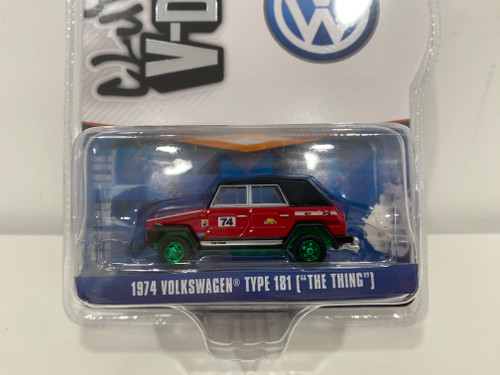 V-D
74
1974 VOLKSWAGEN® TYPE 181 ("THE THING")